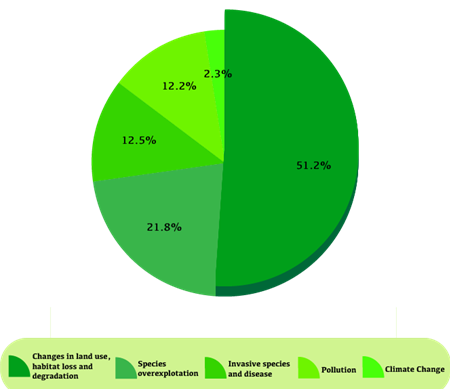 2.3%
12.2%
12.5%
51.2%
21.8%
Changes in land use,
habitat loss and
degradation
Species
overexplotation
Invasive species
and disease
Pollution
Climate Change